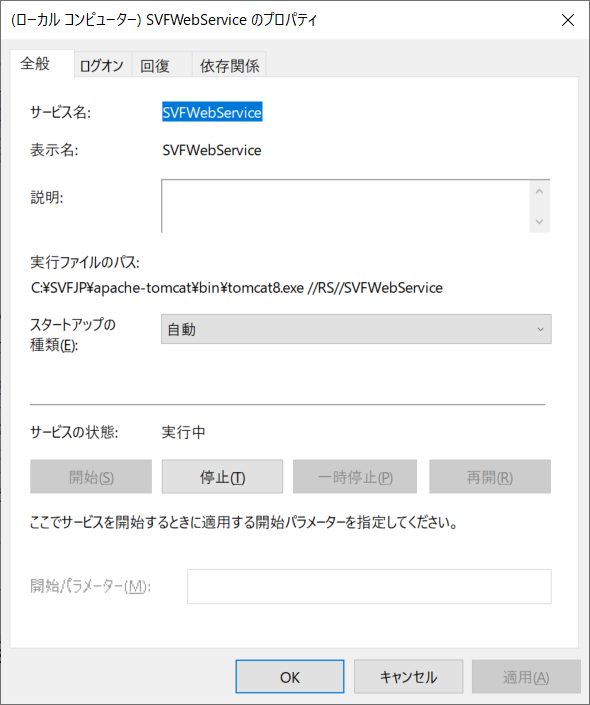 (ローカル コンピューター) SVFWebService のプロパティ
全般 ログオン 回復 依存関係
サービス名: SVFWebService
表示名: SVFWebService
説明:
実行ファイルのパス:
C:¥SVFJP¥apache-tomcat¥bin¥tomcat8.exe //RS//SVFWebService
スタートアップの
種類(E): 自動
サービスの状態: 実行中
開始(S) 停止(T) 一時停止(P) 再開(R)
ここでサービスを開始するときに適用する開始パラメーターを指定してください。
開始パラメーター(M):
OK キャンセル 適用(A)